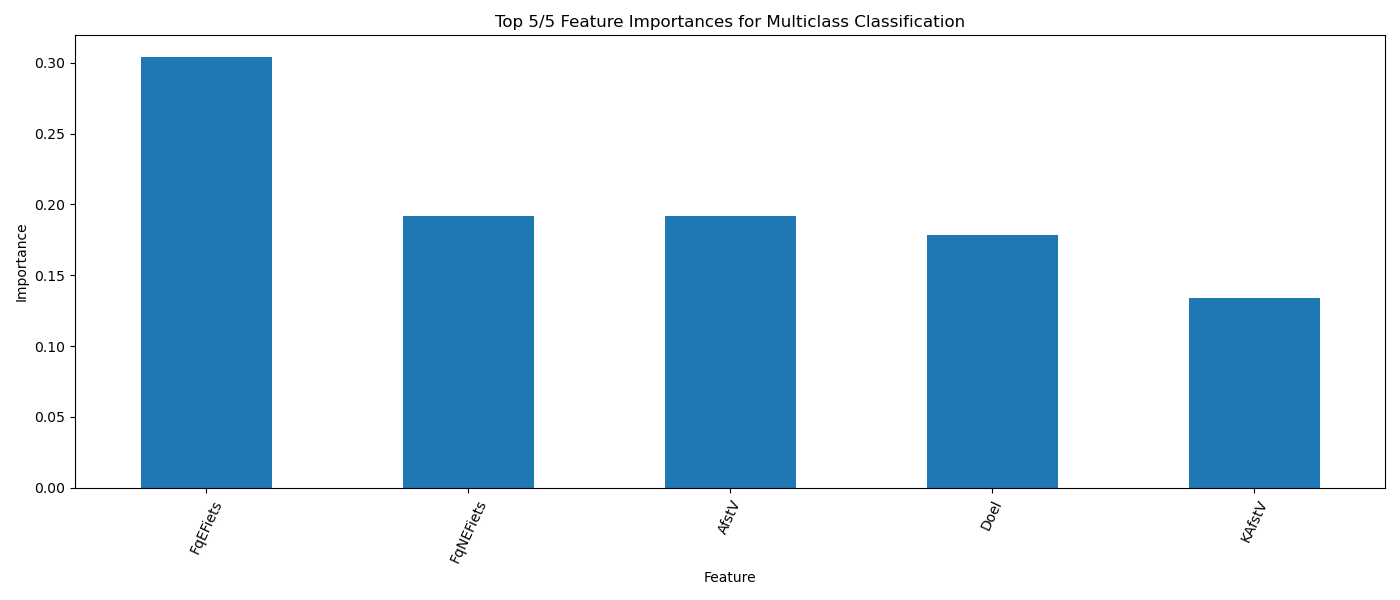 Top 5/5 Feature Importances for Multiclass Classification
Importance
0.30
0.25
0.20
0.15
0.10
0.05
0.00
FqEFiets
FqNEFiets
AfstV
Doel
KAfstV
Feature